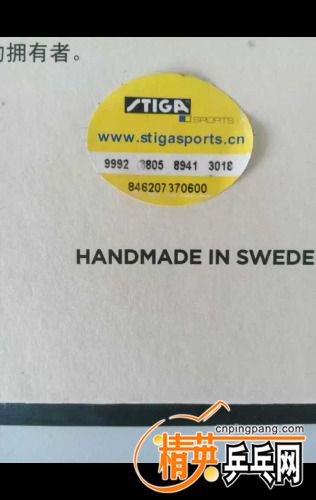 拥有者。
STIGA
SPORTS
www.stigasports.cn
9992 3805 8941 3018
846207370600
HANDMADE IN SWEDE
cnpingpang.com
精英乒乓网